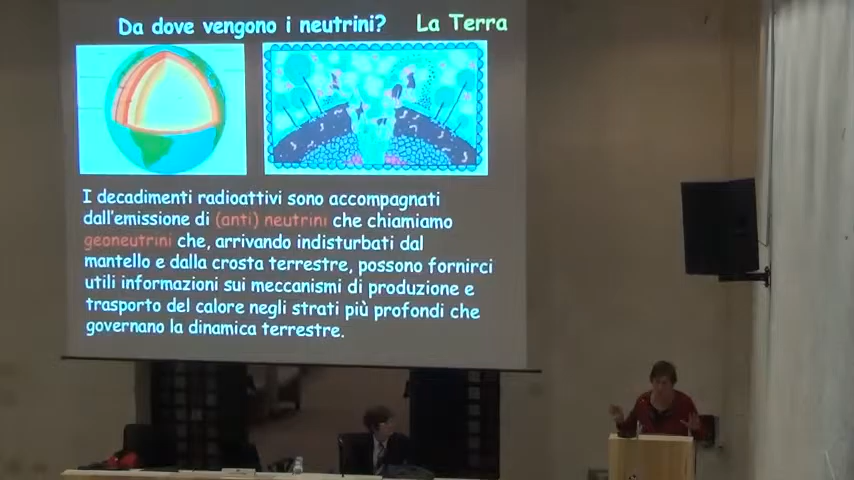 Da dove vengono i neutrini? La Terra
I decadimenti radioattivi sono accompagnati
dall'emissione di (anti) neutrini che chiamiamo
geoneutrini che, arrivando indisturbati dal
mantello e dalla crosta terrestre, possono fornirci
utili informazioni sui meccanismi di produzione e
trasporto del calore negli strati più profondi che
governano la dinamica terrestre.